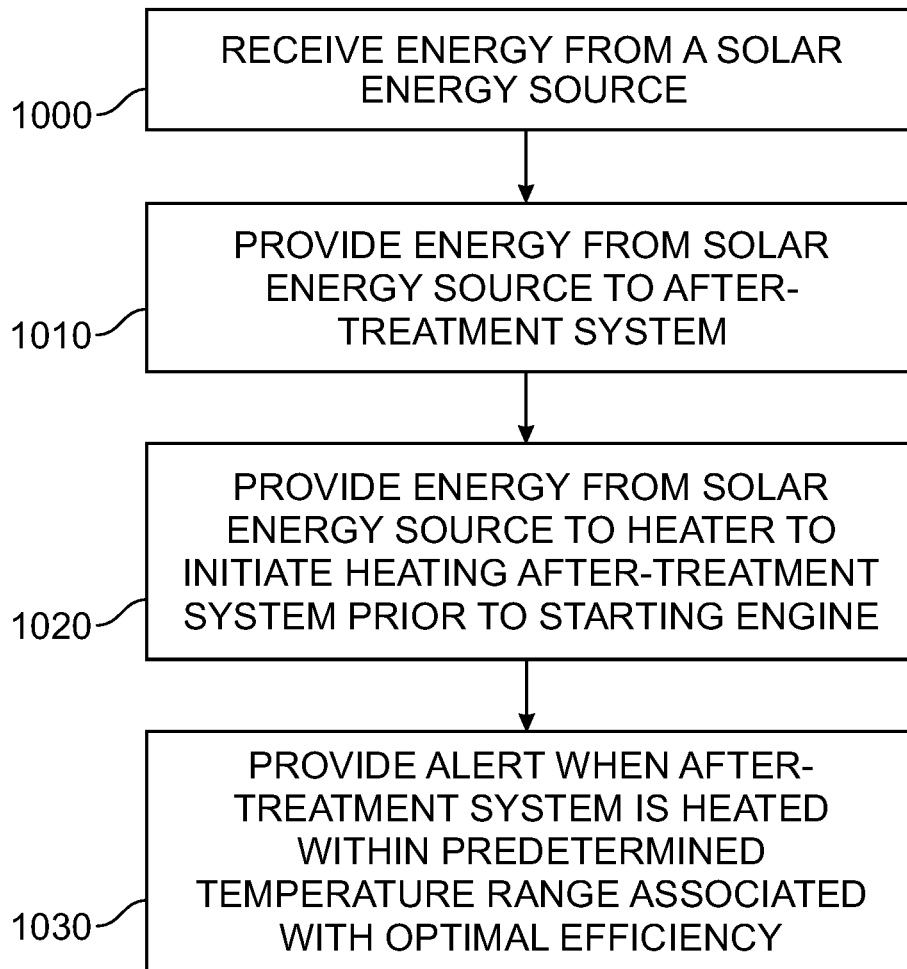 RECEIVE ENERGY FROM A SOLAR
ENERGY SOURCE
1000
PROVIDE ENERGY FROM SOLAR
ENERGY SOURCE TO AFTER-
TREATMENT SYSTEM
1010
PROVIDE ENERGY FROM SOLAR
ENERGY SOURCE TO HEATER TO
INITIATE HEATING AFTER-TREATMENT
SYSTEM PRIOR TO STARTING ENGINE
1020
PROVIDE ALERT WHEN AFTER-
TREATMENT SYSTEM IS HEATED
WITHIN PREDETERMINED
TEMPERATURE RANGE ASSOCIATED
WITH OPTIMAL EFFICIENCY
1030